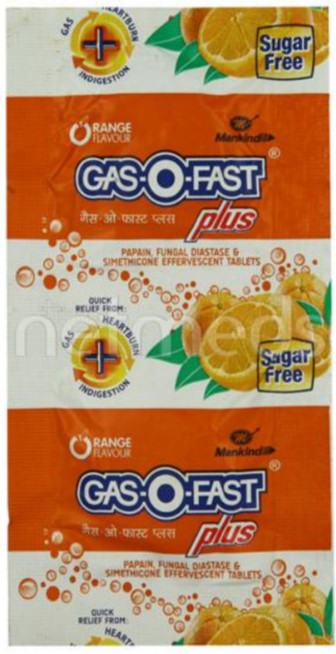 GAS
HEARTBURN
INDIGESTION
Sugar
Free
ORANGE
FLAVOUR
Mankind
GAS-O-FAST
®
गैस-ओ-फास्ट प्लस
plus
PAPAIN, FUNGAL DIASTASE &
SIMETHICONE EFFERVESCENT TABLETS
QUICK
RELIEF FROM:
GAS
HEARTBURN
INDIGESTION
netmeds
Sugar
Free
ORANGE
FLAVOUR
Mankind
GAS-O-FAST
®
गैस-ओ-फास्ट प्लस
plus
PAPAIN, FUNGAL DIASTASE &
SIMETHICONE EFFERVESCENT TABLETS
QUICK
RELIEF FROM:
HEART